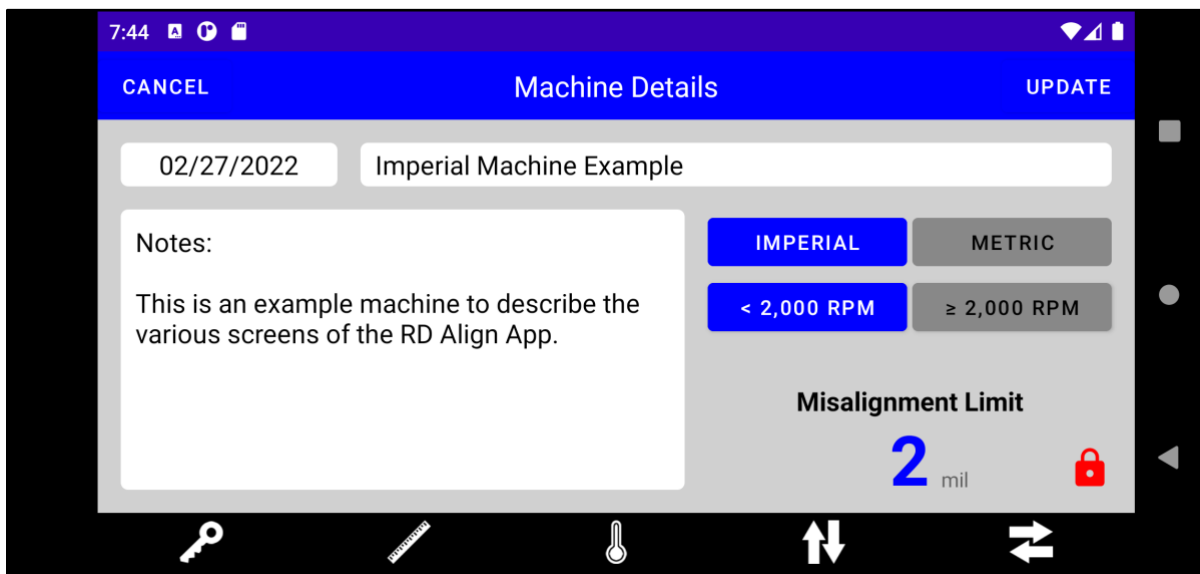 7:44
CANCEL
Machine Details
UPDATE
02/27/2022
Imperial Machine Example
Notes:
This is an example machine to describe the
various screens of the RD Align App.
IMPERIAL
METRIC
< 2,000 RPM
≥ 2,000 RPM
Misalignment Limit
2 mil